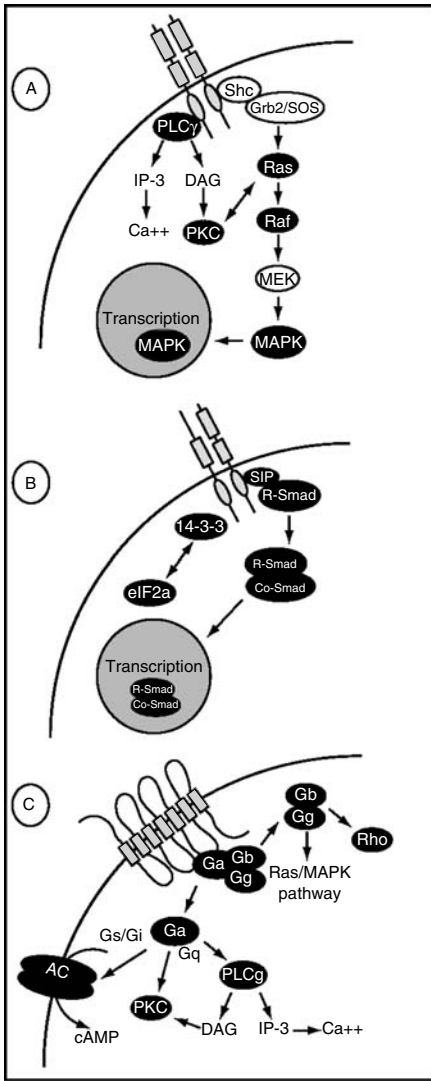 A
Shc
Grb2/SOS
PLCγ
Ras
IP-3
DAG
Raf
Ca++
PKC
MEK
Transcription
MAPK
MAPK
B
SIP
R-Smad
14-3-3
R-Smad
Co-Smad
eIF2a
Transcription
R-Smad
Co-Smad
C
Gb
Gg
Rho
Ga
Gb
Gg
Ras/MAPK
pathway
Gs/Gi
Ga
Gq
AC
PLCg
PKC
cAMP
DAG
IP-3
Ca++